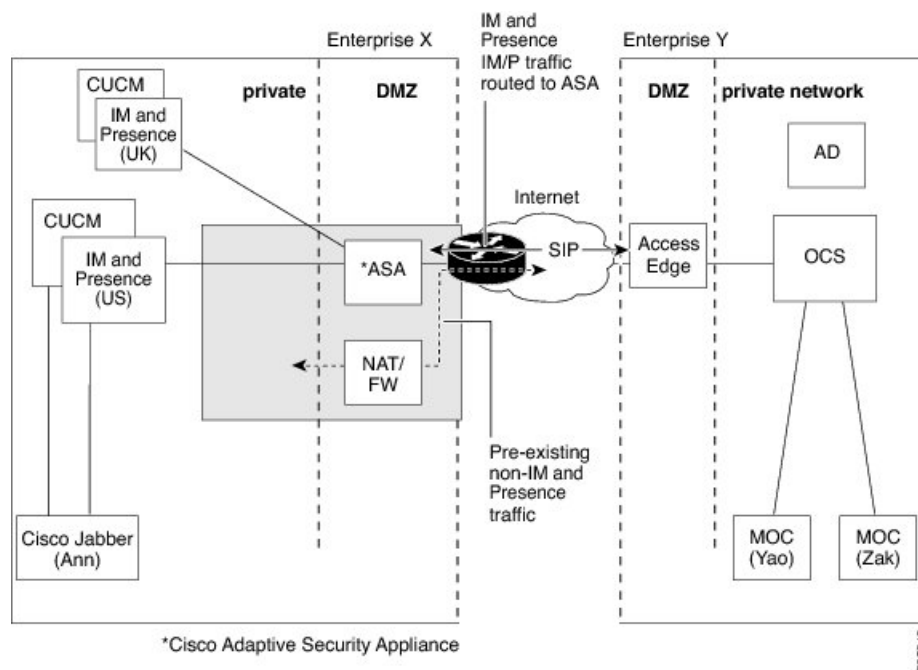 Enterprise X
IM and
Presence
IM/P traffic
routed to ASA
Enterprise Y
CUCM
IM and
Presence
(UK)
private
DMZ
DMZ
private network
AD
CUCM
IM and
Presence
(US)
*ASA
Internet
SIP
Access
Edge
OCS
NAT/
FW
Pre-existing
non-IM and
Presence
traffic
Cisco Jabber
(Ann)
MOC
(Yao)
MOC
(Zak)
*Cisco Adaptive Security Appliance